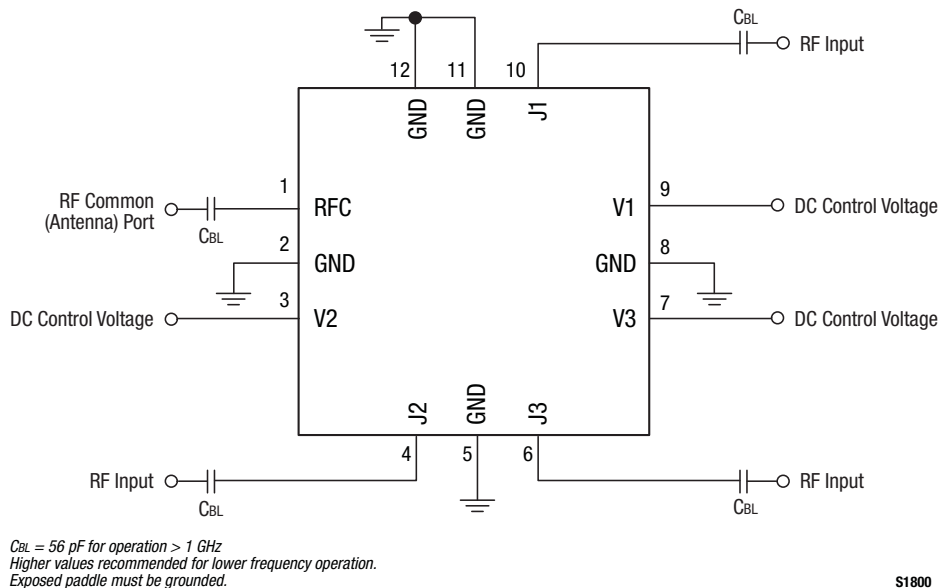 CBL
RF Input
12
11
10
GND
GND
J1
RF Common
(Antenna) Port
CBL
1
RFC
V1
9
DC Control Voltage
2
GND
GND
8
DC Control Voltage
3
V2
V3
7
DC Control Voltage
J2
GND
J3
4
5
6
RF Input
CBL
CBL
RF Input
CBL = 56 pF for operation > 1 GHz
Higher values recommended for lower frequency operation.
Exposed paddle must be grounded.
S1800